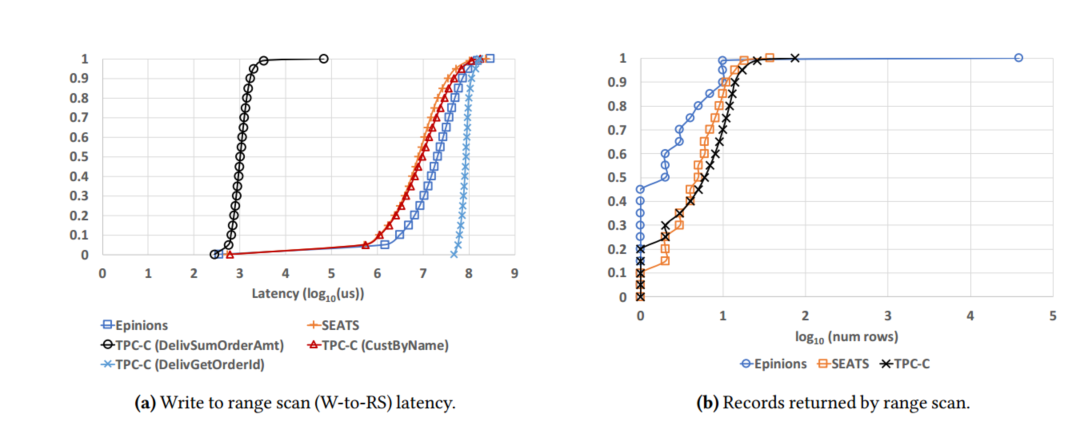 1
0.9
0.8
0.7
0.6
0.5
0.4
0.3
0.2
0.1
0
0 1 2 3 4 5 6 7 8 9
Latency (log10(us))
Epinions SEATS
TPC-C (DelivSumOrderAmt) TPC-C (CustByName)
TPC-C (DelivGetOrderId)
(a) Write to range scan (W-to-RS) latency.
1
0.9
0.8
0.7
0.6
0.5
0.4
0.3
0.2
0.1
0
0 1 2 3 4 5
log10 (num rows)
Epinions SEATS TPC-C
(b) Records returned by range scan.